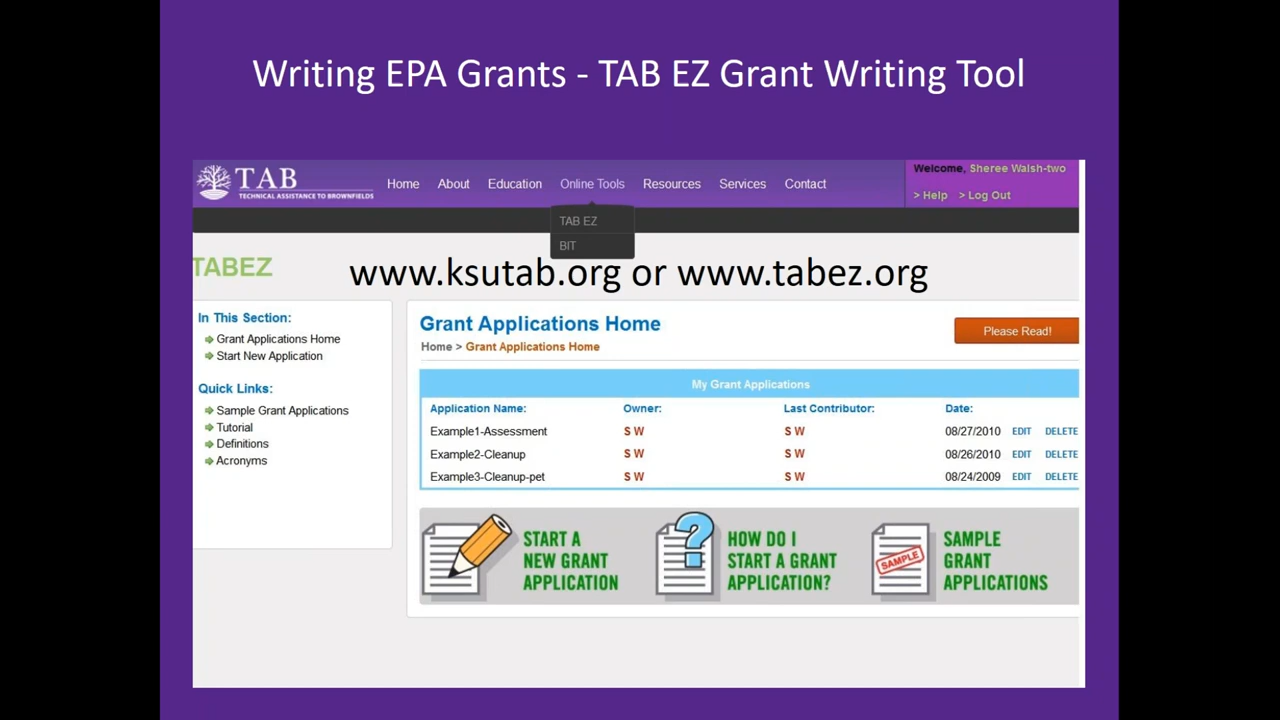 Writing EPA Grants - TAB EZ Grant Writing Tool
TAB
TECHNICAL ASSISTANCE TO BROWNFIELDS
Home About Education Online Tools Resources Services Contact
Welcome, Sheree Walsh-two
> Help > Log Out
TAB EZ
BIT
TABEZ
www.ksutab.org or www.tabez.org
In This Section:
Grant Applications Home
Start New Application
Quick Links:
Sample Grant Applications
Tutorial
Definitions
Acronyms
Grant Applications Home
Please Read!
Home > Grant Applications Home
My Grant Applications
Application Name: Owner: Last Contributor: Date:
Example1-Assessment S W S W 08/27/2010 EDIT DELETE
Example2-Cleanup S W S W 08/26/2010 EDIT DELETE
Example3-Cleanup-pet S W S W 08/24/2009 EDIT DELETE
START A
NEW GRANT
APPLICATION
?
HOW DO I
START A GRANT
APPLICATION?
SAMPLE
SAMPLE
GRANT
APPLICATIONS